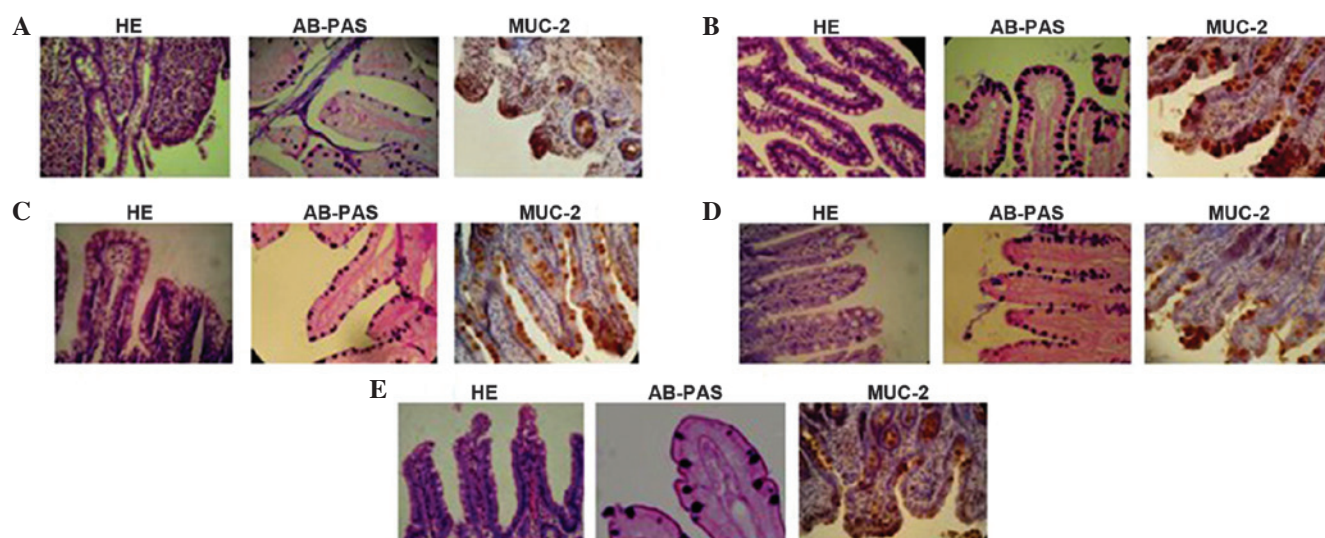 A HE AB-PAS MUC-2
B HE AB-PAS MUC-2
C HE AB-PAS MUC-2
D HE AB-PAS MUC-2
E HE AB-PAS MUC-2